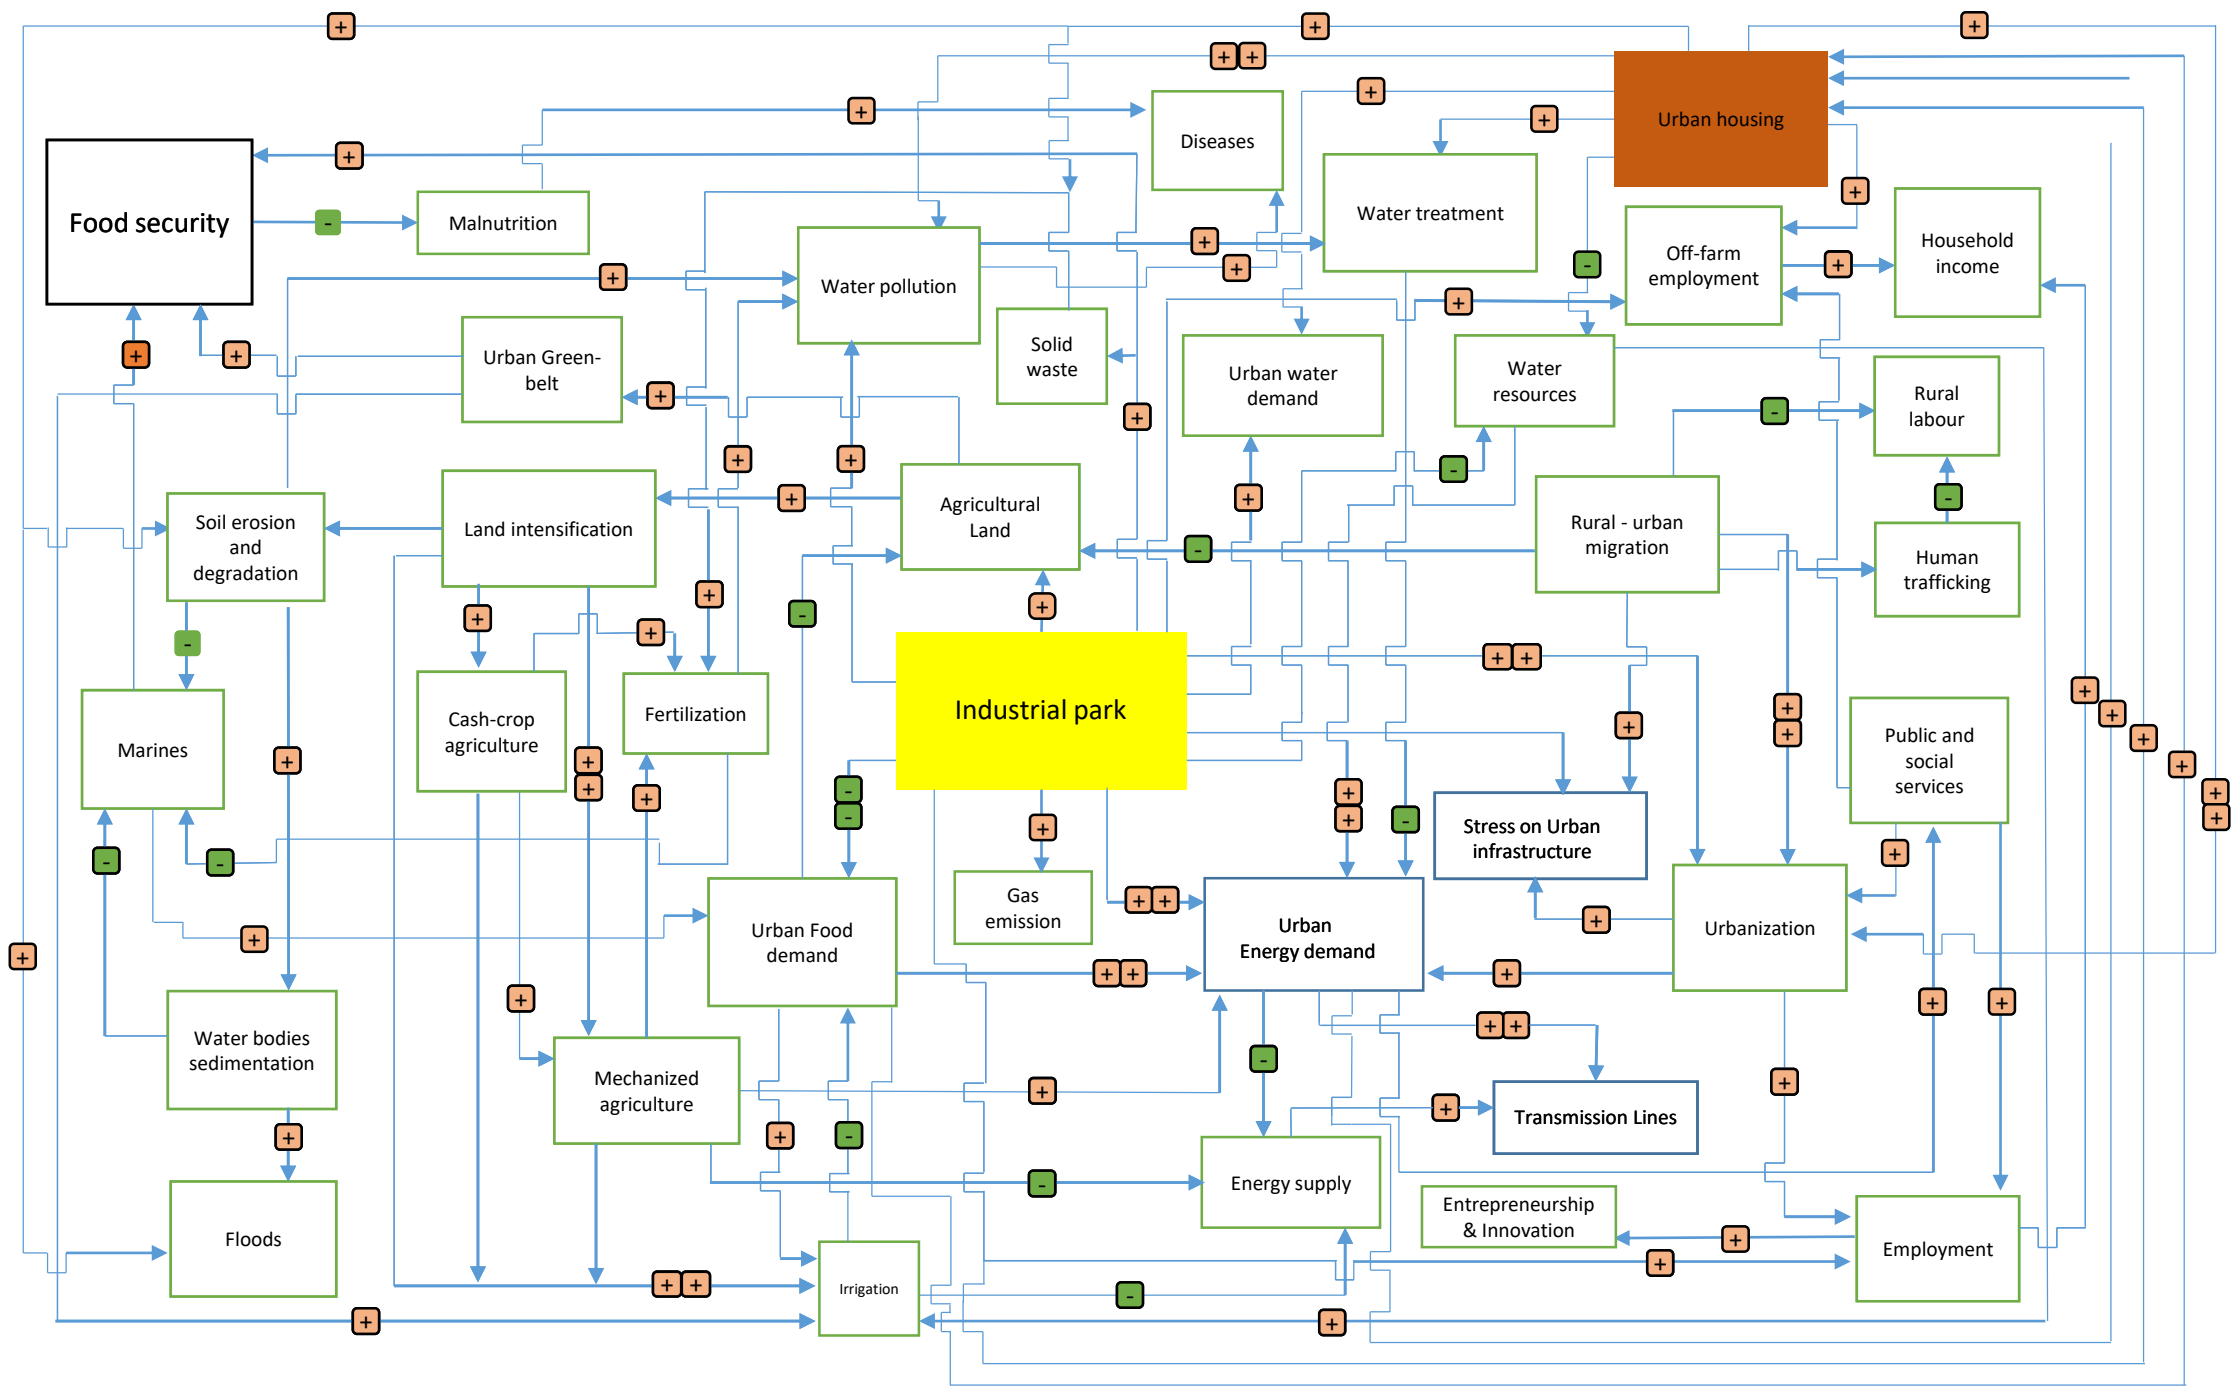 +
+
+
+ +
+
+
+
Urban housing
Diseases
+
Food security
-
Malnutrition
Water treatment
+
Off-farm
employment
+
Household
income
+
+
-
+
Water pollution
+
+
+
Urban Green-
belt
+
Solid
waste
Urban water
demand
Water
resources
Rural
labour
-
+
+
+
-
+
+
+
-
Soil erosion
and
degradation
Land intensification
Agricultural
Land
Rural - urban
migration
Human
trafficking
-
+
+
-
+
+
-
+ +
Industrial park
Cash-crop
agriculture
Fertilization
Marines
+
+
+
+
+
+
+
+
+
Public and
social
services
+
+
+
+
+
-
-
+
+
+
-
Stress on Urban
infrastructure
+
-
-
Gas
emission
+ +
Urban
Energy demand
+
Urbanization
Urban Food
demand
+
+
+ +
+
+
+
+
+ +
Water bodies
sedimentation
-
Mechanized
agriculture
+
+
Transmission Lines
+
+
+
-
-
Energy supply
Entrepreneurship
& Innovation
+
Employment
Floods
+
Irrigation
+ +
-
+
+